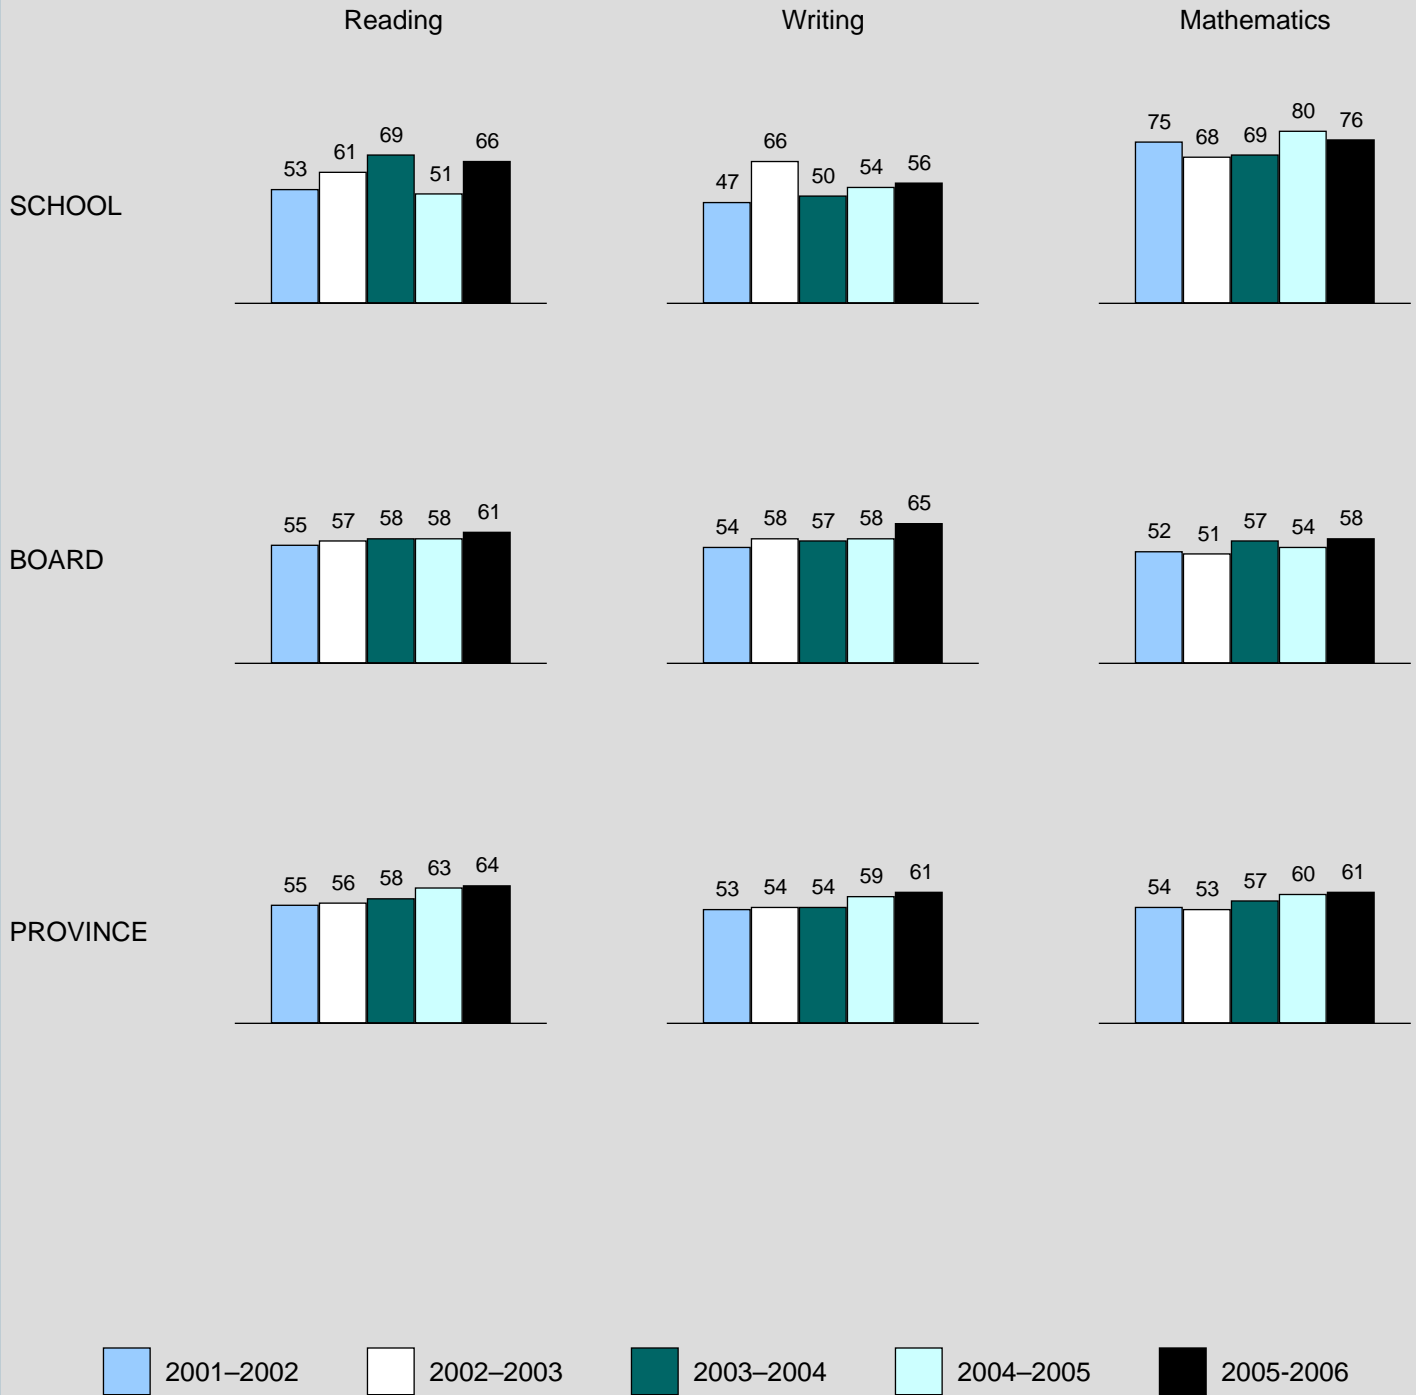 Reading Writing Mathematics
SCHOOL
53 61 69 51 66
47 66 50 54 56
75 68 69 80 76
BOARD
55 57 58 58 61
54 58 57 58 65
52 51 57 54 58
PROVINCE
55 56 58 63 64
53 54 54 59 61
54 53 57 60 61
2001–2002 2002–2003 2003–2004 2004–2005 2005-2006